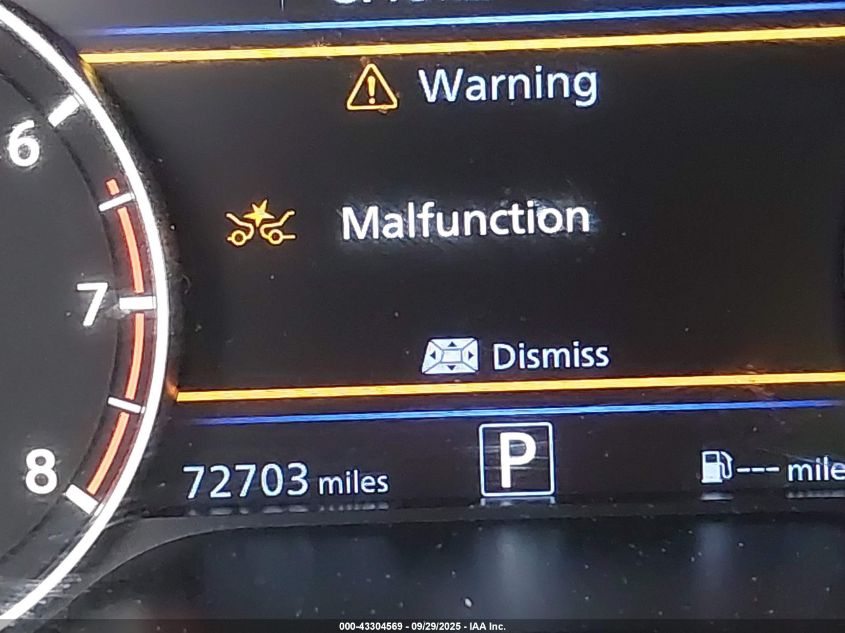 6
Warning
Malfunction
7
Dismiss
8
72703 miles
P
--- mile
000-43304569 - 09/29/2025 - IAA Inc.